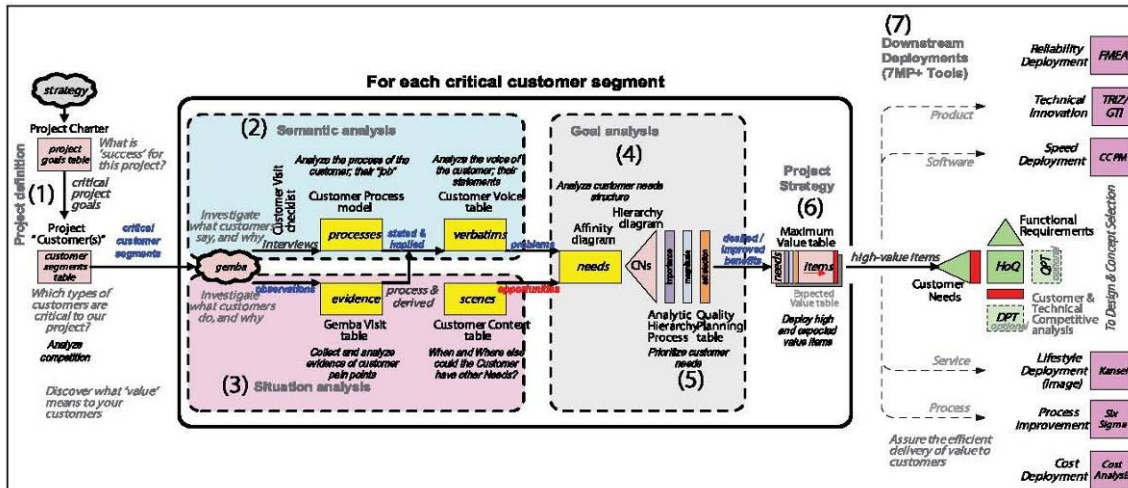 For each critical customer segment
strategy
Project Charter
project
goals table
What is
'success' for
this project?
Project definition
(1)
critical
project
goals
Project
"Customer(s)"
critical
customer
segments
customer
segments
table
Which types of
customers are
critical to our
project?
Analyze
competition
Discover what 'value'
means to your
customers
(2)
Semantic analysis
Analyze the process of the
customer; their "job"
Analyze the voice of
the customer; their
statements
Customer Visit
checklist
Customer Process
model
Customer Voice
table
Investigate
what customers
say, and why
Interviews
processes
stated &
implied
verbatims
problems
gemba
Investigate
what customers
do, and why
observations
evidence
process &
derived
scenes
opportunities
Gemba Visit
table
Customer Context
table
Collect and analyze
evidence of customer
pain points
When and Where else
could the Customer
have other Needs?
(3)
Situation analysis
Goal analysis
(4)
Analyze customer needs
structure
Affinity
diagram
Hierarchy
diagram
needs
CNs
importance
magnitude
satisfaction
Analytic
Hierarchy
Process
Quality
Planning
table
Prioritize customer
needs
(5)
desired /
improved
benefits
Project
Strategy
(6)
Maximum
Value table
needs
items
Expected
Value table
Deploy high
and expected
value items
high-value items
(7)
Downstream
Deployments
(7MP+ Tools)
Product
Software
Service
Process
Assure the efficient
delivery of value to
customers
Reliability
Deployment
FMEA
Technical
Innovation
TRIZ/
GTI
Speed
Deployment
CCPM
Functional
Requirements
Customer
Needs
HoQ
QPT
optional
Customer &
Technical
Competitive
analysis
DPT
optional
To Design & Concept Selection
Lifestyle
Deployment
(image)
Kansei
Process
Improvement
Six
Sigma
Cost
Deployment
Cost
Analysis